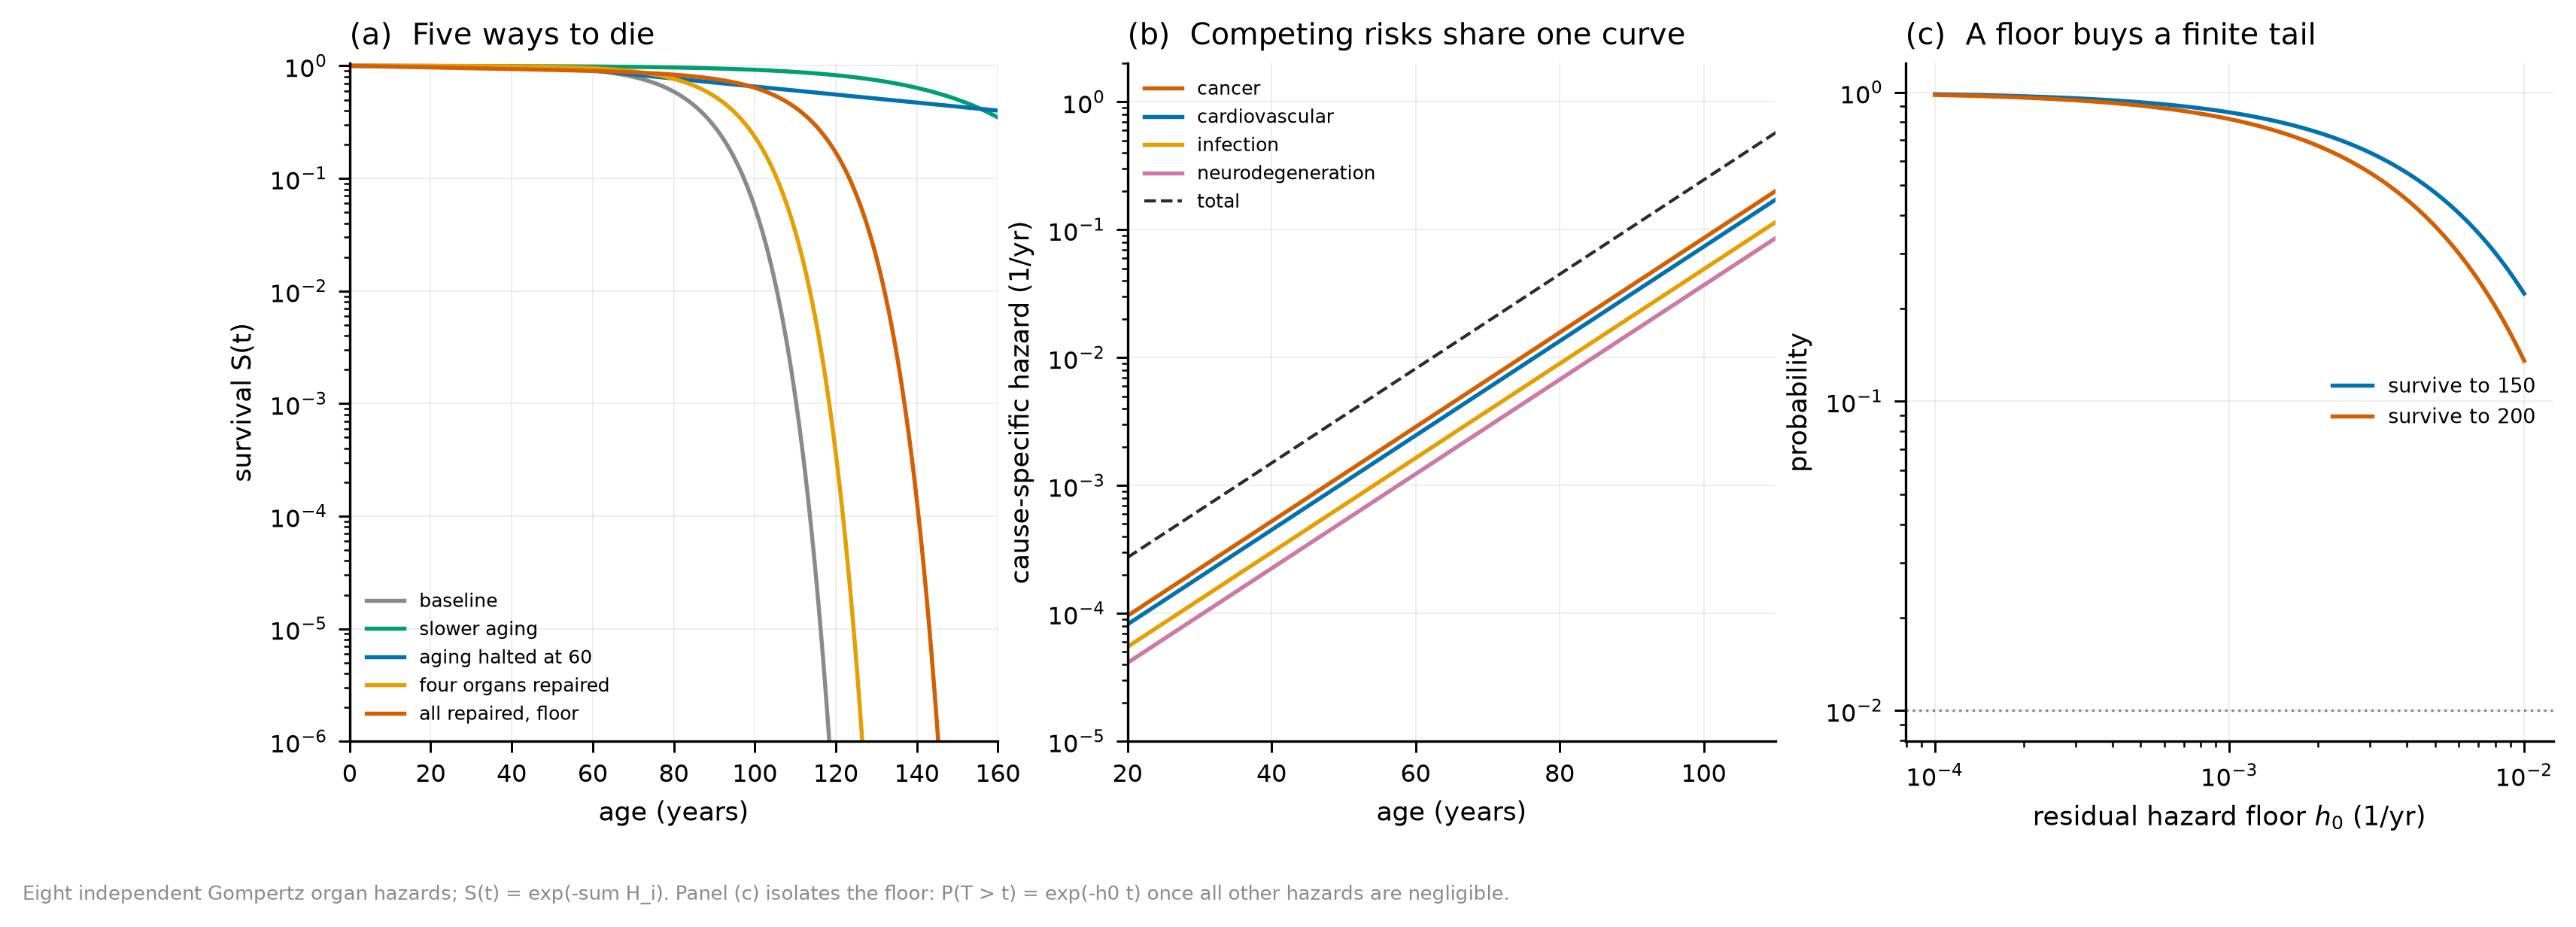 (a)  Five ways to die
survival S(t)
10⁰
10⁻¹
10⁻²
10⁻³
10⁻⁴
10⁻⁵
10⁻⁶
baseline
slower aging
aging halted at 60
four organs repaired
all repaired, floor
0 20 40 60 80 100 120 140 160
age (years)
(b)  Competing risks share one curve
cause-specific hazard (1/yr)
10⁰
10⁻¹
10⁻²
10⁻³
10⁻⁴
10⁻⁵
cancer
cardiovascular
infection
neurodegeneration
total
20 40 60 80 100
age (years)
(c)  A floor buys a finite tail
probability
10⁰
10⁻¹
10⁻²
survive to 150
survive to 200
10⁻⁴ 10⁻³ 10⁻²
residual hazard floor h₀ (1/yr)
Eight independent Gompertz organ hazards; S(t) = exp(-sum H_i). Panel (c) isolates the floor: P(T > t) = exp(-h0 t) once all other hazards are negligible.